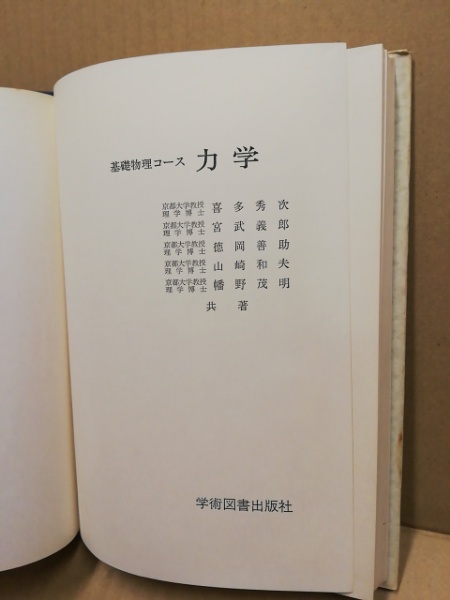 基礎物理コース 力学
京都大学教授 理学博士 喜多秀次
京都大学教授 理学博士 宮武義郎
京都大学教授 理学博士 徳岡善助
京都大学教授 理学博士 山崎和夫
京都大学教授 理学博士 幡野茂明
共著
学術図書出版社